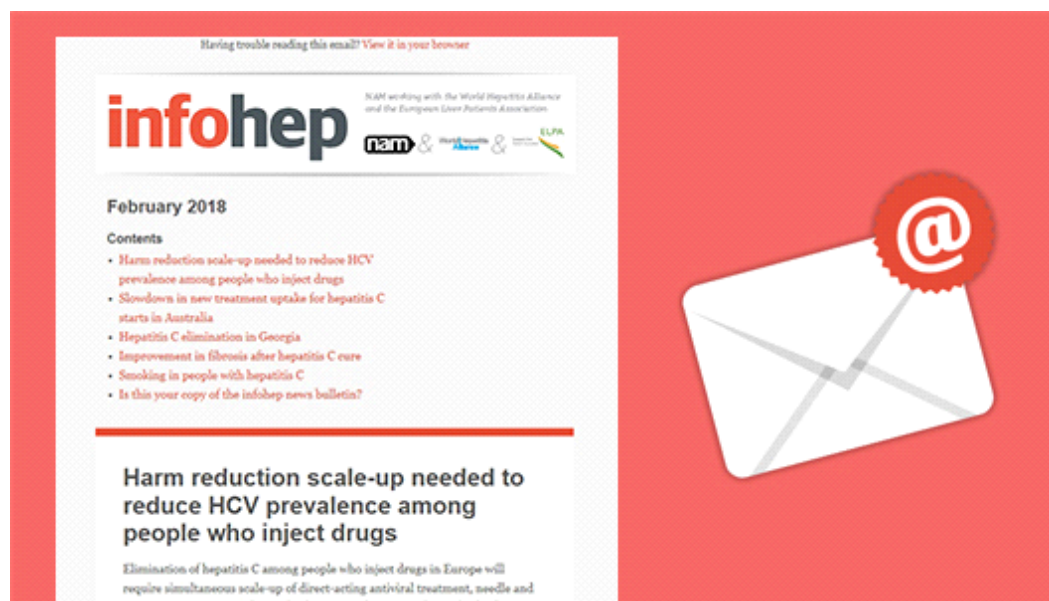 Having trouble reading this email? View it in your browser
infohep
NAM working with the World Hepatitis Alliance
and the European Liver Patients Association
nam & World Hepatitis Alliance & ELPA
February 2018
Contents
• Harm reduction scale-up needed to reduce HCV
prevalence among people who inject drugs
• Slowdown in new treatment uptake for hepatitis C
starts in Australia
• Hepatitis C elimination in Georgia
• Improvement in fibrosis after hepatitis C cure
• Smoking in people with hepatitis C
• Is this your copy of the infohep news bulletin?
Harm reduction scale-up needed to
reduce HCV prevalence among
people who inject drugs
Elimination of hepatitis C among people who inject drugs in Europe will
require simultaneous scale-up of direct-acting antiviral treatment, needle and
@